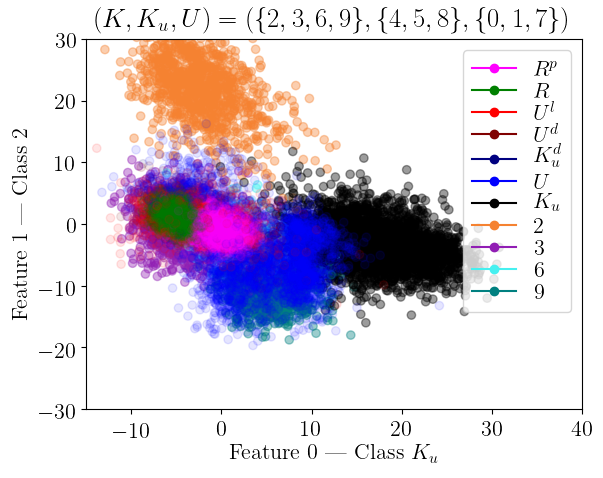 (K, K_u, U) = ({2, 3, 6, 9}, {4, 5, 8}, {0, 1, 7})
30
20
10
0
−10
−20
−30
Feature 1 — Class 2
R^p
R
U^l
U^d
K_u^d
U
K_u
2
3
6
9
−10 0 10 20 30 40
Feature 0 — Class K_u